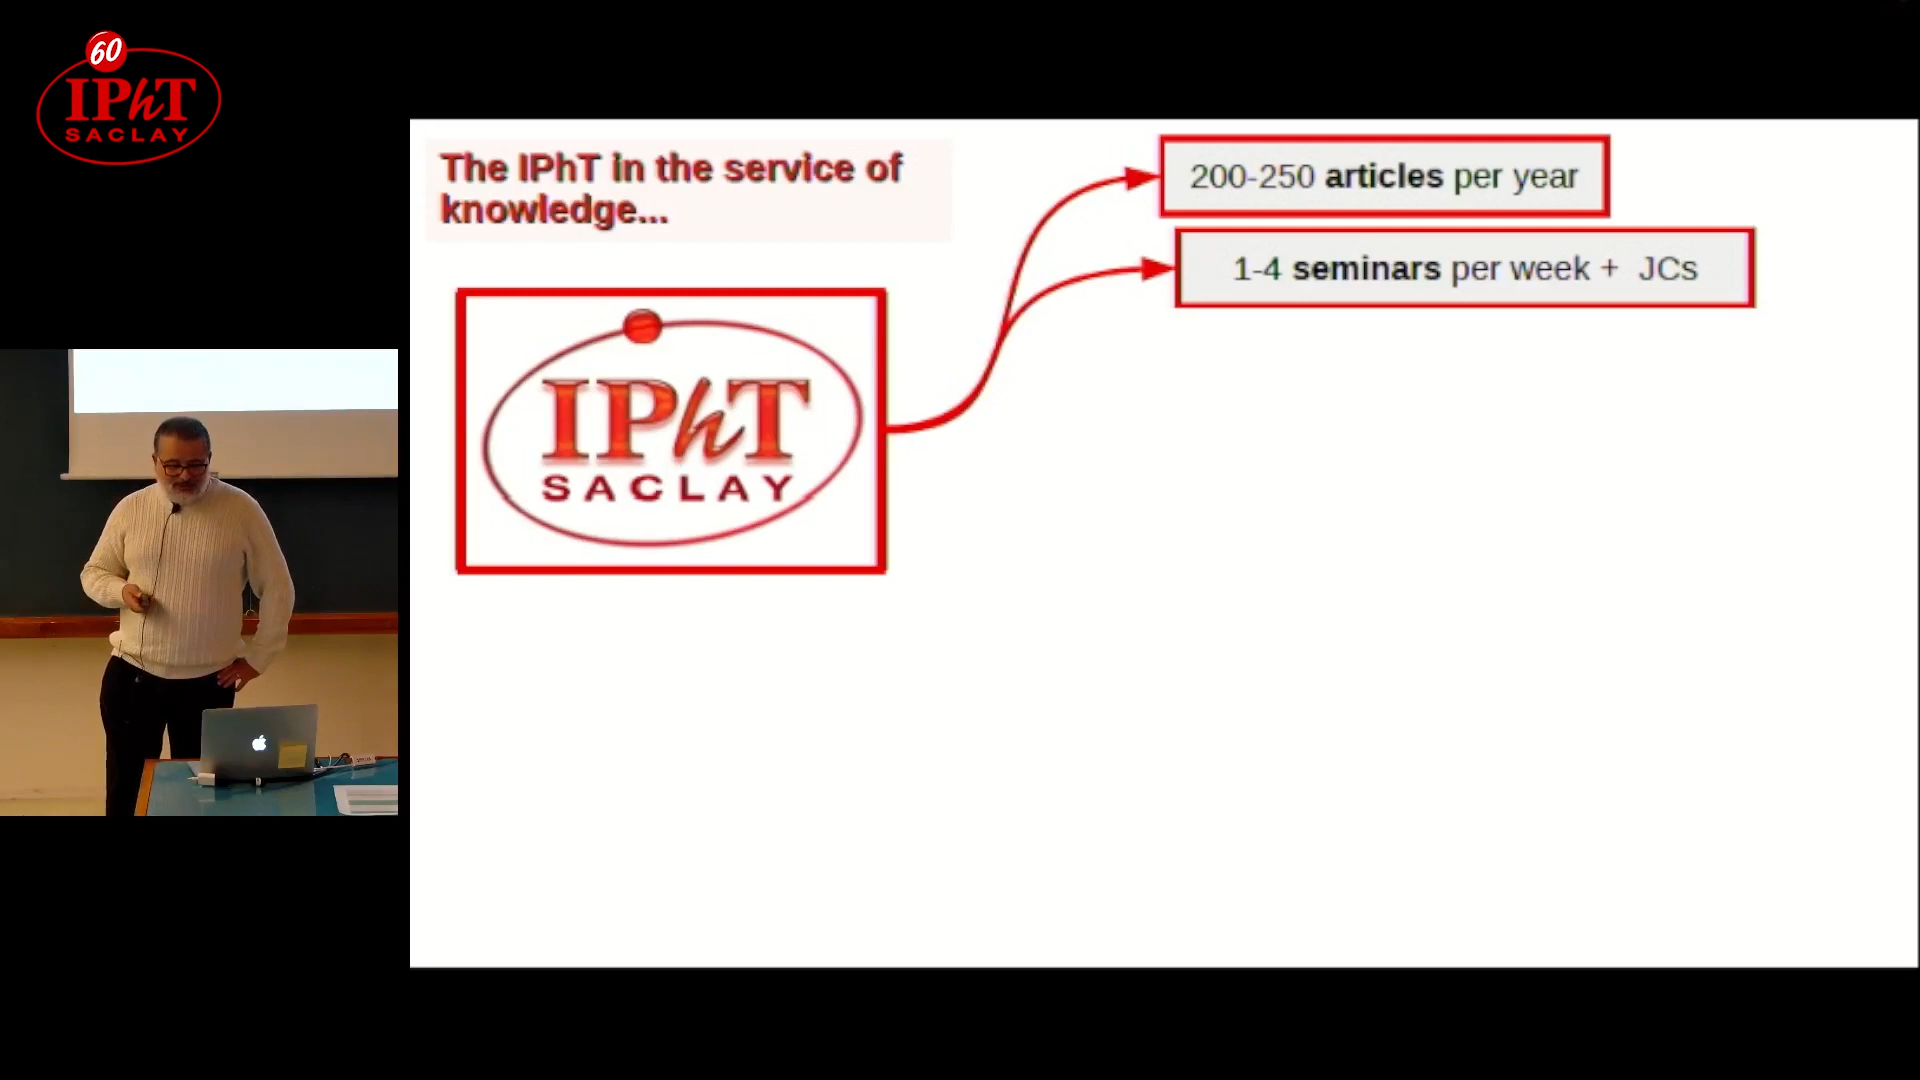 60
IPhT
SACLAY
The IPhT in the service of
knowledge...
200-250 articles per year
1-4 seminars per week + JCs
IPhT
SACLAY